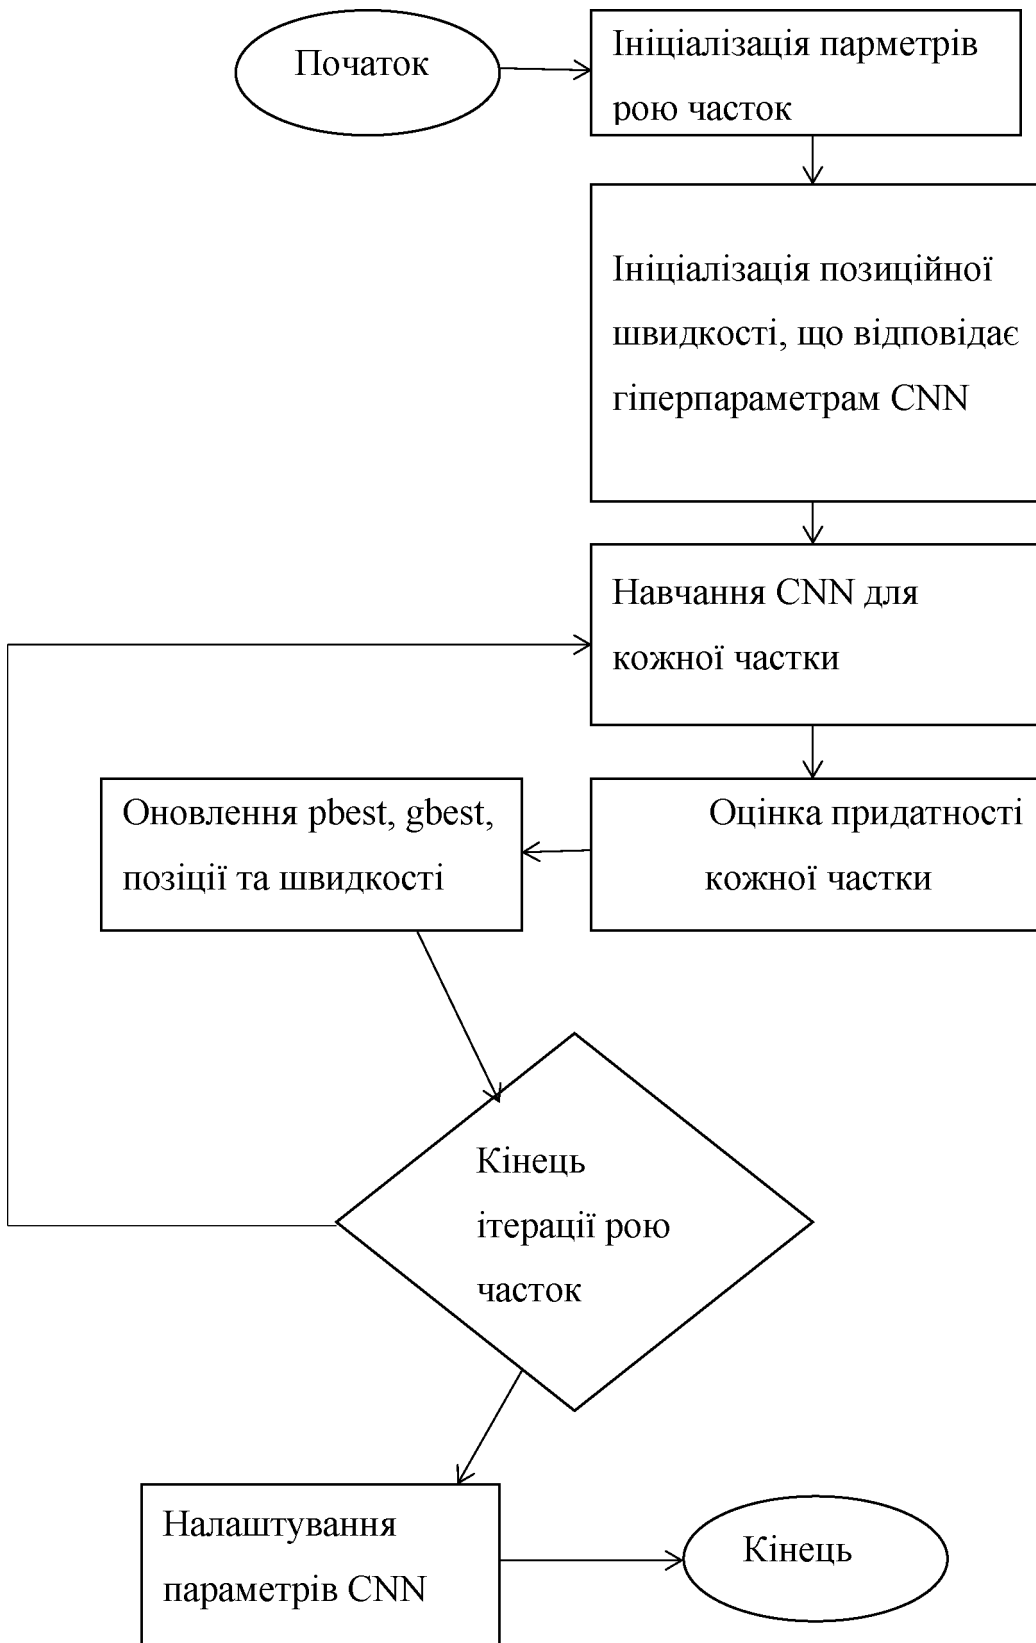 Початок
Ініціалізація парметрів
рою часток
Ініціалізація позиційної
швидкості, що відповідає
гіперпараметрам CNN
Навчання CNN для
кожної частки
Оцінка придатності
кожної частки
Оновлення pbest, gbest,
позіції та швидкості
Кінець
ітерації рою
часток
Налаштування
параметрів CNN
Кінець